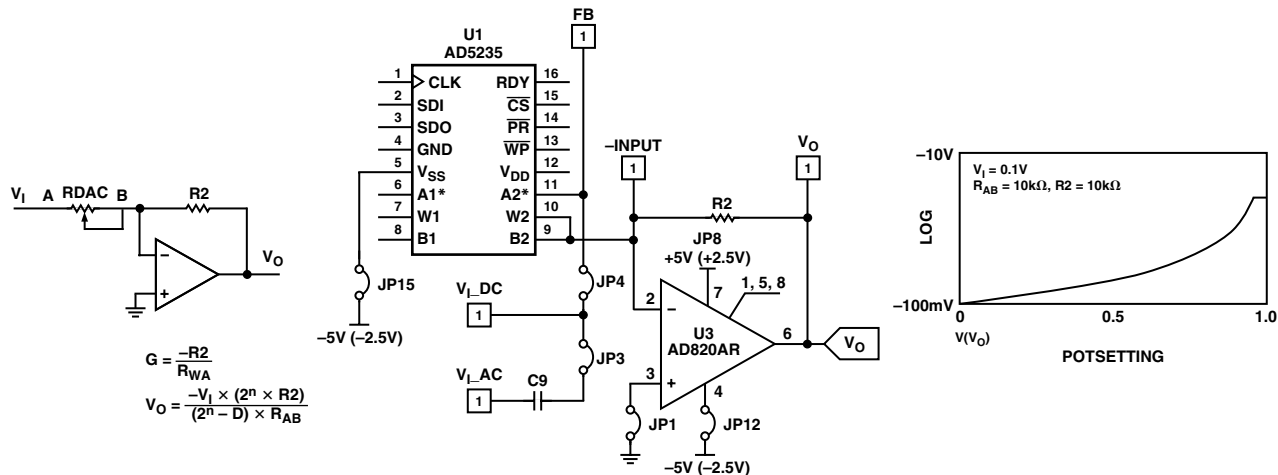 V_I A RDAC B R2
− + V_O
G = −R2 / R_WA
V_O = −V_I × (2^n × R2) / (2^n − D) × R_AB
FB
1
U1
AD5235
1 CLK RDY 16
2 SDI C̅S̅ 15
3 SDO P̅R̅ 14
4 GND W̅P̅ 13
5 V_SS V_DD 12
6 A1* A2* 11
7 W1 W2 10
8 B1 B2 9
JP15
−5V (−2.5V)
V_I_DC
1
JP4
JP3
V_I_AC
1
C9
−INPUT
1
V_O
1
R2
JP8
+5V (+2.5V)
7
1, 5, 8
2 −
U3
AD820AR
6
V_O
3 +
4
JP1 JP12
−5V (−2.5V)
−10V
V_I = 0.1V
R_AB = 10kΩ, R2 = 10kΩ
LOG
−100mV
0 0.5 1.0
V(V_O)
POTSETTING